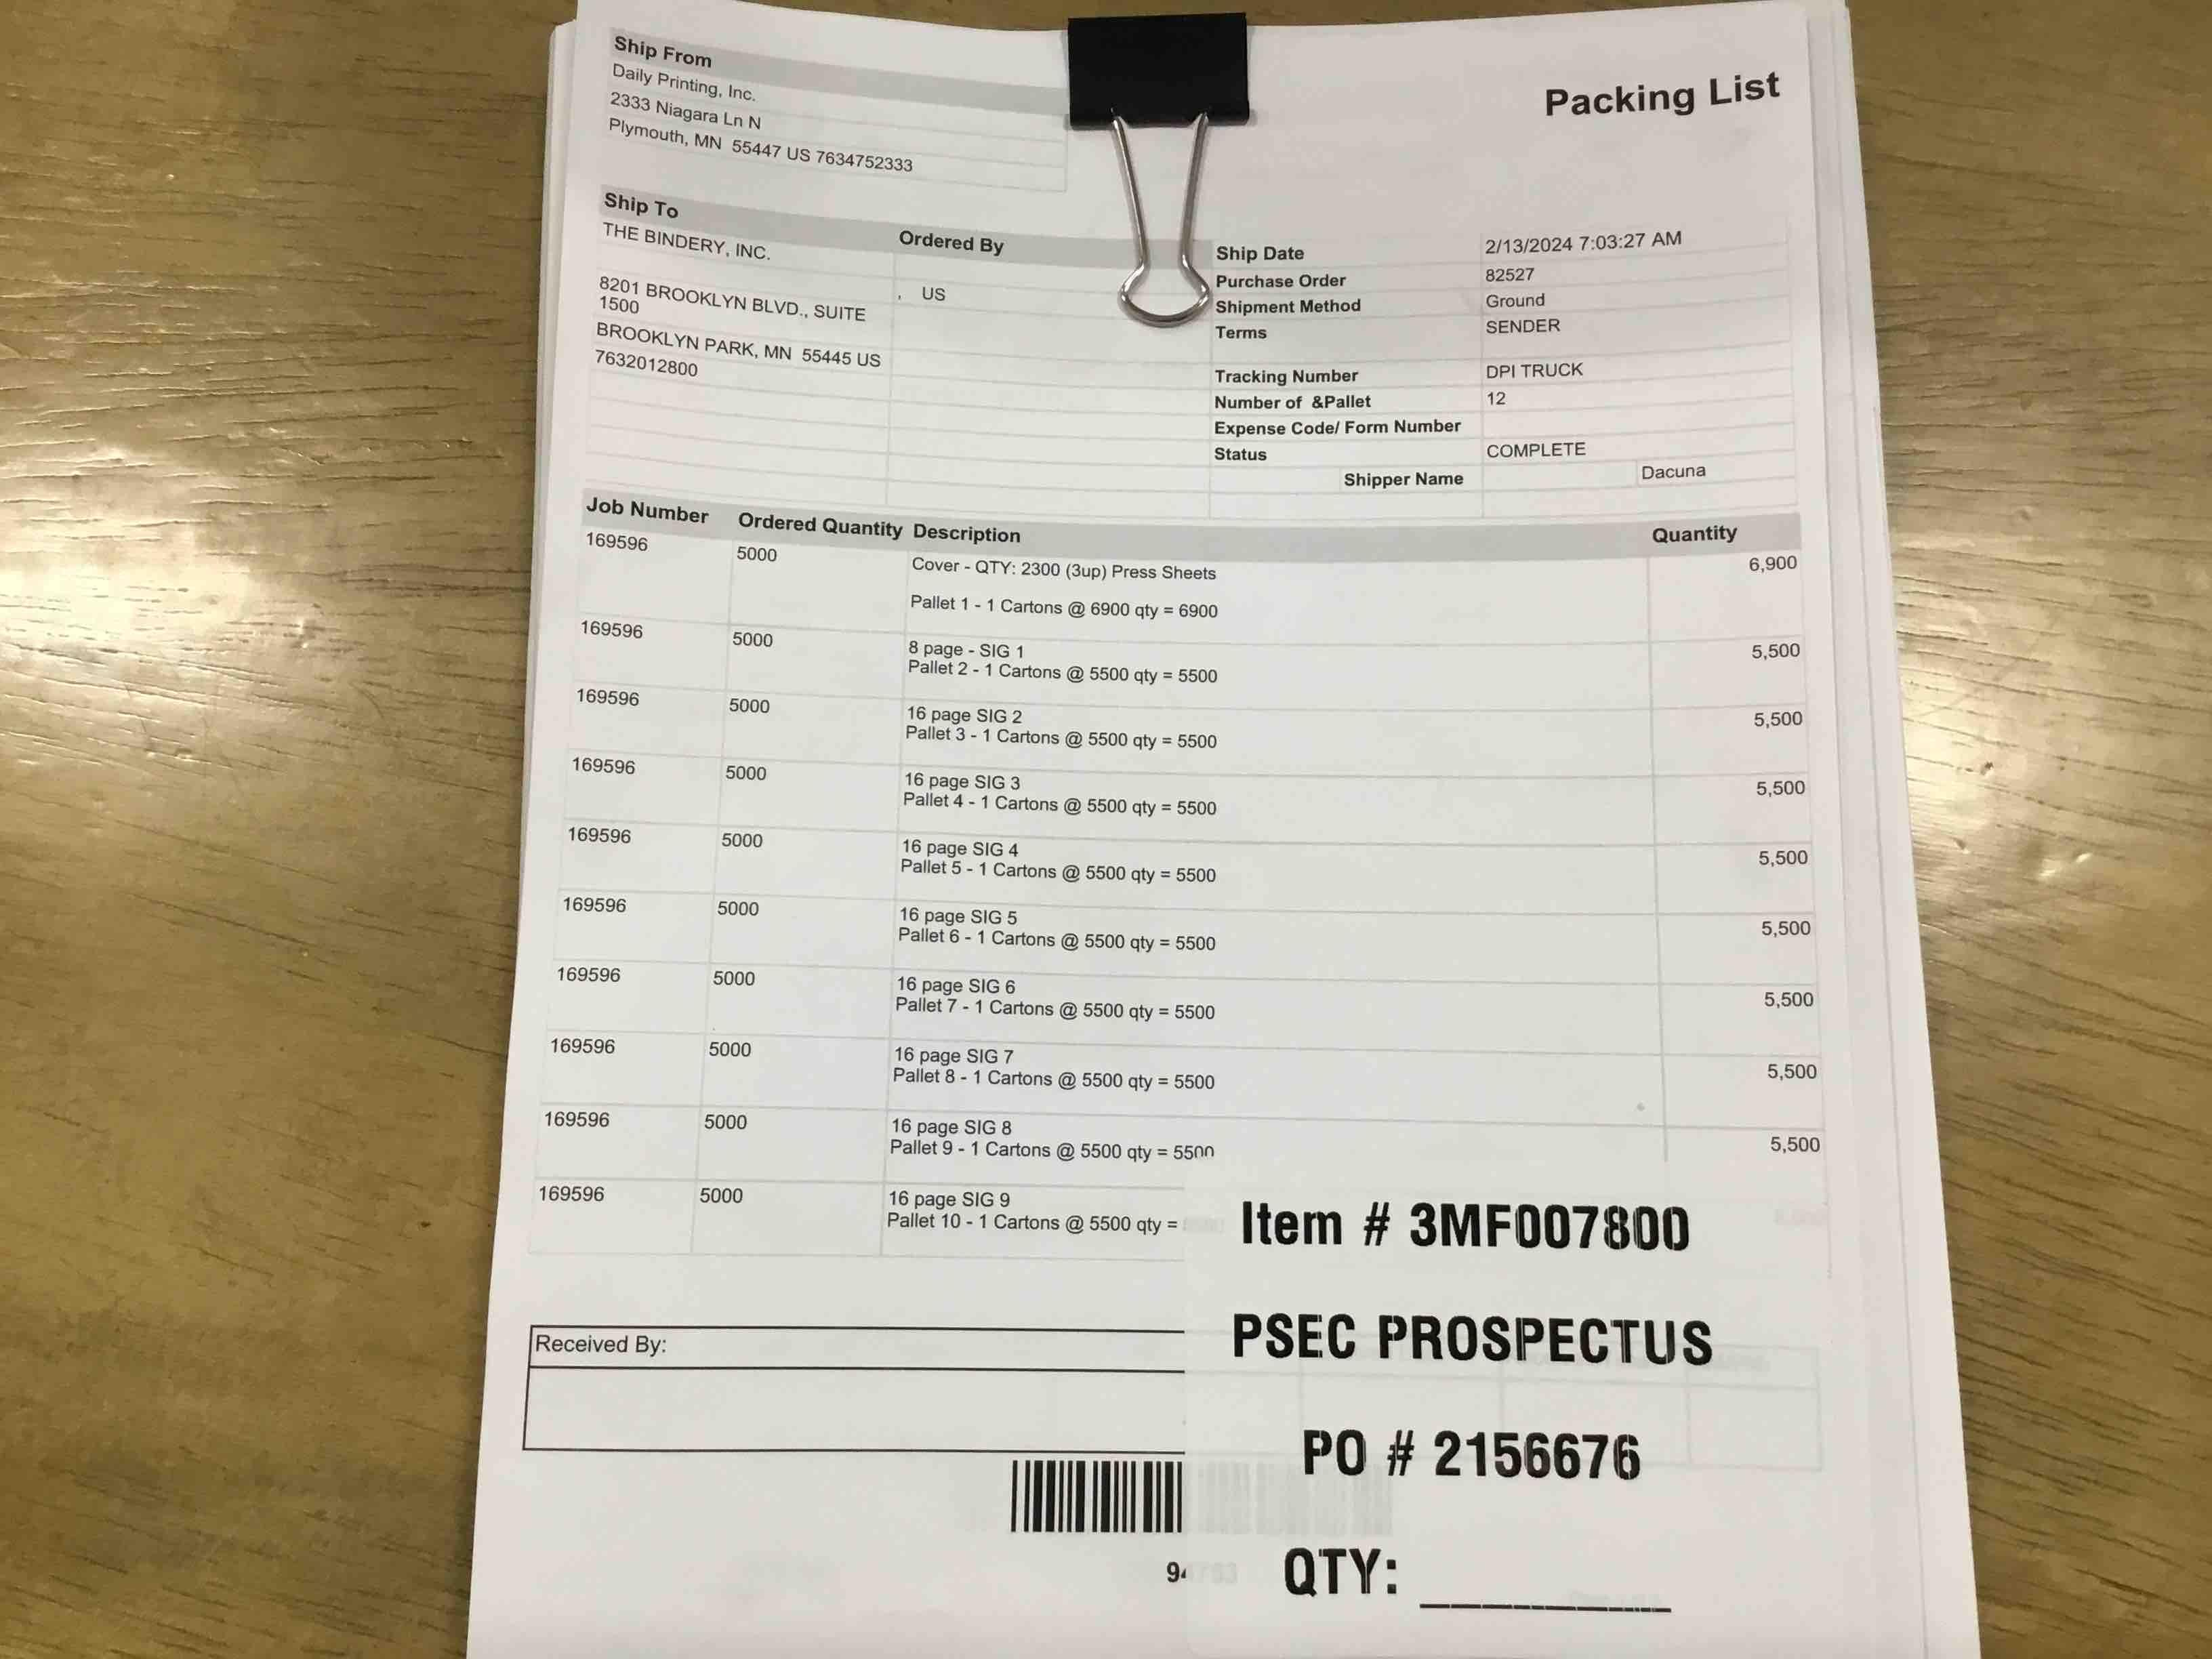 Packing List
Ship From
Daily Printing, Inc.
2333 Niagara Ln N
Plymouth, MN 55447 US 7634752333
Ship To
THE BINDERY, INC.
8201 BROOKLYN BLVD., SUITE
1500
BROOKLYN PARK, MN 55445 US
7632012800
Ordered By
, US
Ship Date 2/13/2024 7:03:27 AM
Purchase Order 82527
Shipment Method Ground
Terms SENDER
Tracking Number DPI TRUCK
Number of &Pallet 12
Expense Code/ Form Number
Status COMPLETE
Shipper Name Dacuna
Job Number Ordered Quantity Description Quantity
169596 5000 Cover - QTY: 2300 (3up) Press Sheets 6,900
Pallet 1 - 1 Cartons @ 6900 qty = 6900
169596 5000 8 page - SIG 1 5,500
Pallet 2 - 1 Cartons @ 5500 qty = 5500
169596 5000 16 page SIG 2 5,500
Pallet 3 - 1 Cartons @ 5500 qty = 5500
169596 5000 16 page SIG 3 5,500
Pallet 4 - 1 Cartons @ 5500 qty = 5500
169596 5000 16 page SIG 4 5,500
Pallet 5 - 1 Cartons @ 5500 qty = 5500
169596 5000 16 page SIG 5 5,500
Pallet 6 - 1 Cartons @ 5500 qty = 5500
169596 5000 16 page SIG 6 5,500
Pallet 7 - 1 Cartons @ 5500 qty = 5500
169596 5000 16 page SIG 7 5,500
Pallet 8 - 1 Cartons @ 5500 qty = 5500
169596 5000 16 page SIG 8 5,500
Pallet 9 - 1 Cartons @ 5500 qty = 5500
169596 5000 16 page SIG 9
Pallet 10 - 1 Cartons @ 5500 qty =
Received By:
Item # 3MF007800
PSEC PROSPECTUS
PO # 2156676
QTY: